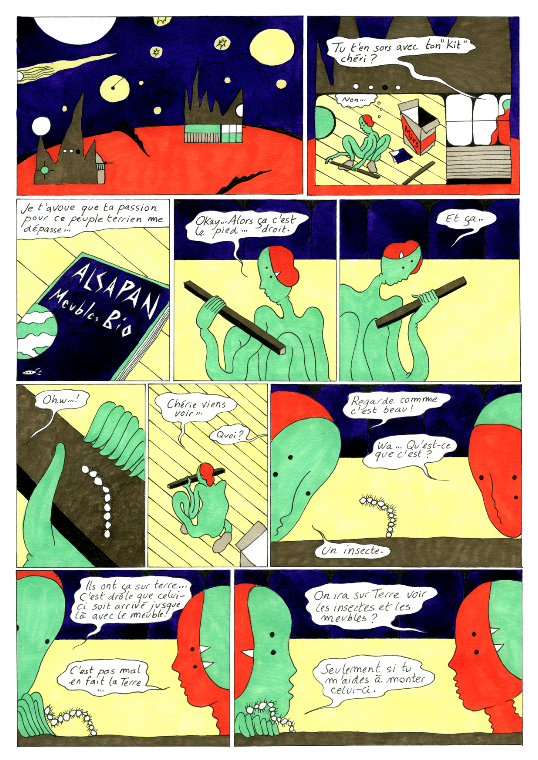 Tu t'en sors avec ton "Kit"
chéri ?
Non...
Je t'avoue que ta passion
pour ce peuple terrien me
dépasse...
ALSAPAN
Meubles Bio
Okay... Alors ça c'est
le pied... droit.
Et ça...
Oh...!
Chérie viens
voir...
Quoi ?
Regarde comme
c'est beau !
Wa... Qu'est-ce
que c'est ?
Un insecte.
Ils ont ça sur terre...
C'est drôle que celui-
ci soit arrivé jusque
là avec le meuble!
C'est pas mal
en fait la Terre
...
On ira sur Terre voir
les insectes et les
meubles ?
Seulement si tu
m'aides à monter
celui-ci.